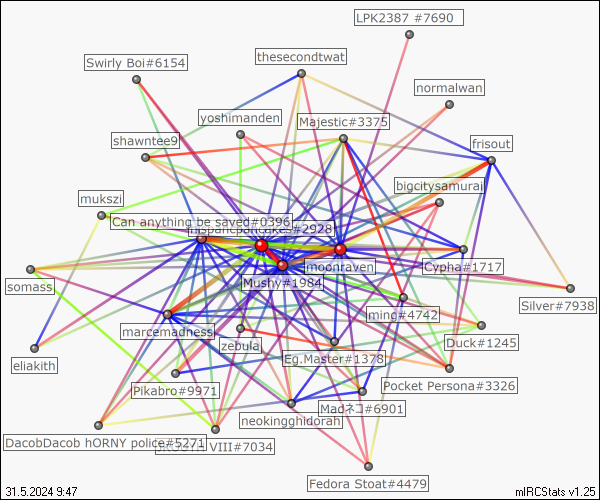 LPK2387 #7690
thesecondtwat
Swirly Boi#6154
normalwan
yoshimanden
Majestic#3375
shawntee9
frisout
bigcitysamurai
mukszi
Can anything be saved#0396
#2928
moonraven
Cypha#1717
Mushy#1984
somass
Silver#7938
ming#4742
marcemadness
zebula
Duck#1245
Eg.Master#1378
eliakith
Pikabro#9971
Pocket Persona#3326
Madネコ#6901
neokingghidorah
DacobDacob hORNY police#5271
VIII#7034
Fedora Stoat#4479
31.5.2024 9:47
mIRCStats v1.25